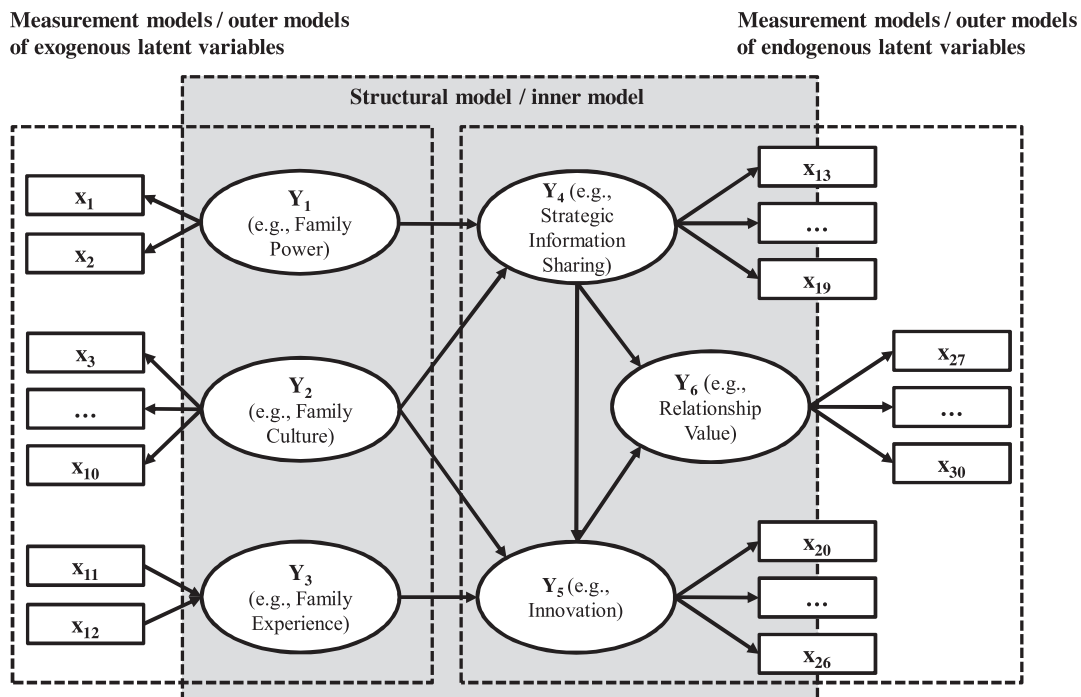 Measurement models / outer models
of exogenous latent variables
Measurement models / outer models
of endogenous latent variables
Structural model / inner model
x1
x2
Y1
(e.g., Family
Power)
Y4 (e.g.,
Strategic
Information
Sharing)
x13
...
x19
x3
...
x10
Y2
(e.g., Family
Culture)
Y6 (e.g.,
Relationship
Value)
x27
...
x30
x11
x12
Y3
(e.g., Family
Experience)
Y5 (e.g.,
Innovation)
x20
...
x26